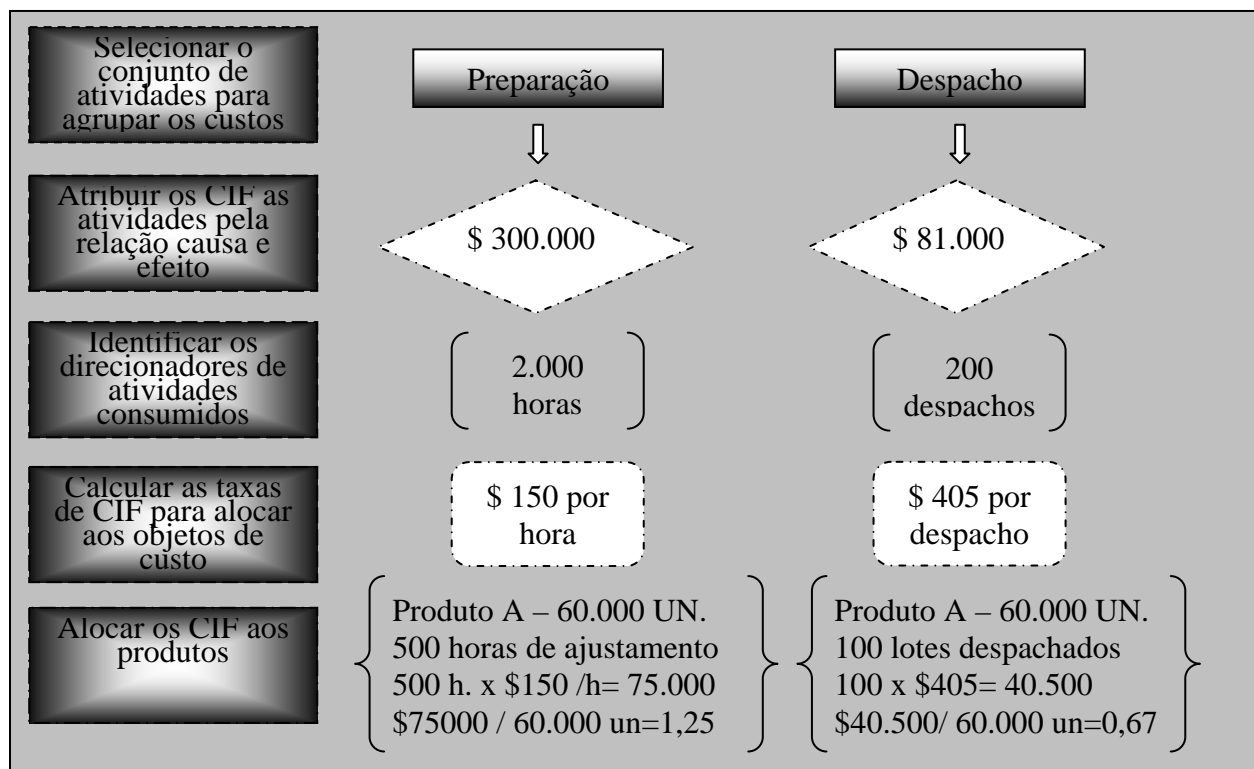 Selecionar o
conjunto de
atividades para
agrupar os custos
Preparação
Despacho
Atribuir os CIF as
atividades pela
relação causa e
efeito
$ 300.000
$ 81.000
Identificar os
direcionadores de
atividades
consumidos
2.000
horas
200
despachos
Calcular as taxas
de CIF para alocar
aos objetos de
custo
$ 150 por
hora
$ 405 por
despacho
Alocar os CIF aos
produtos
Produto A – 60.000 UN.
500 horas de ajustamento
500 h. x $150 /h= 75.000
$75000 / 60.000 un=1,25
Produto A – 60.000 UN.
100 lotes despachados
100 x $405= 40.500
$40.500/ 60.000 un=0,67